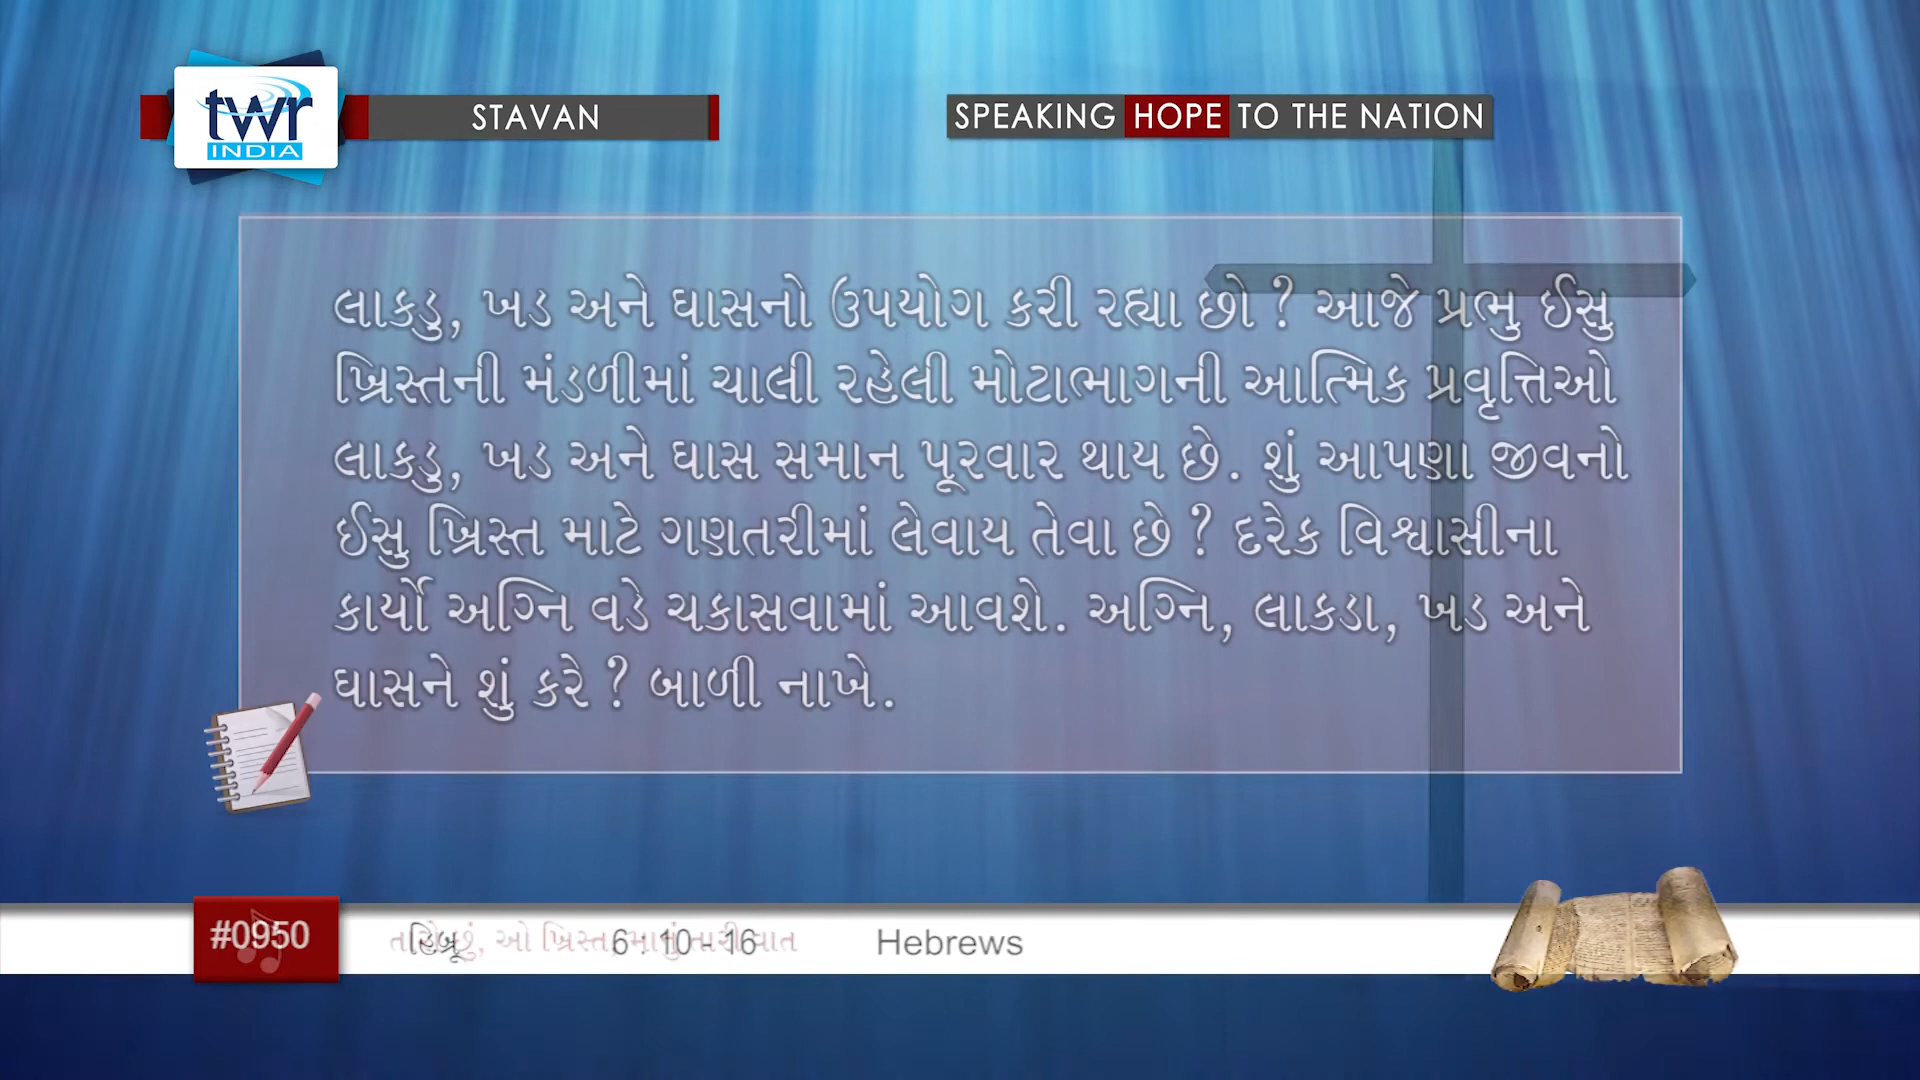 twr
INDIA
STAVAN
SPEAKING HOPE TO THE NATION
લાકડુ, ખડ અને ઘાસનો ઉપયોગ કરી રહ્યા છો ? આજે પ્રભુ ઈસુ
ખ્રિસ્તની મંડળીમાં ચાલી રહેલી મોટાભાગની આત્મિક પ્રવૃત્તિઓ
લાકડુ, ખડ અને ઘાસ સમાન પૂરવાર થાય છે. શું આપણા જીવનો
ઈસુ ખ્રિસ્ત માટે ગણતરીમાં લેવાય તેવા છે ? દરેક વિશ્વાસીના
કાર્યો અગ્નિ વડે ચકાસવામાં આવશે. અગ્નિ, લાકડા, ખડ અને
ઘાસને શું કરે ? બાળી નાખે.
#0950
હિબ્રૂ 6 : 10 - 16 Hebrews
ઓ ખ્રિસ્ત, તારી વાત